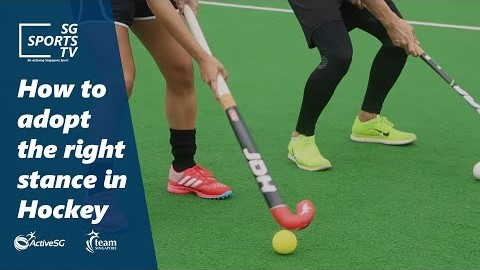 SG
SPORTS
TV
Re-defining Singapore Sport
How to
adopt
the right
stance in
Hockey
ActiveSG
team
SINGAPORE
JDH
JDH